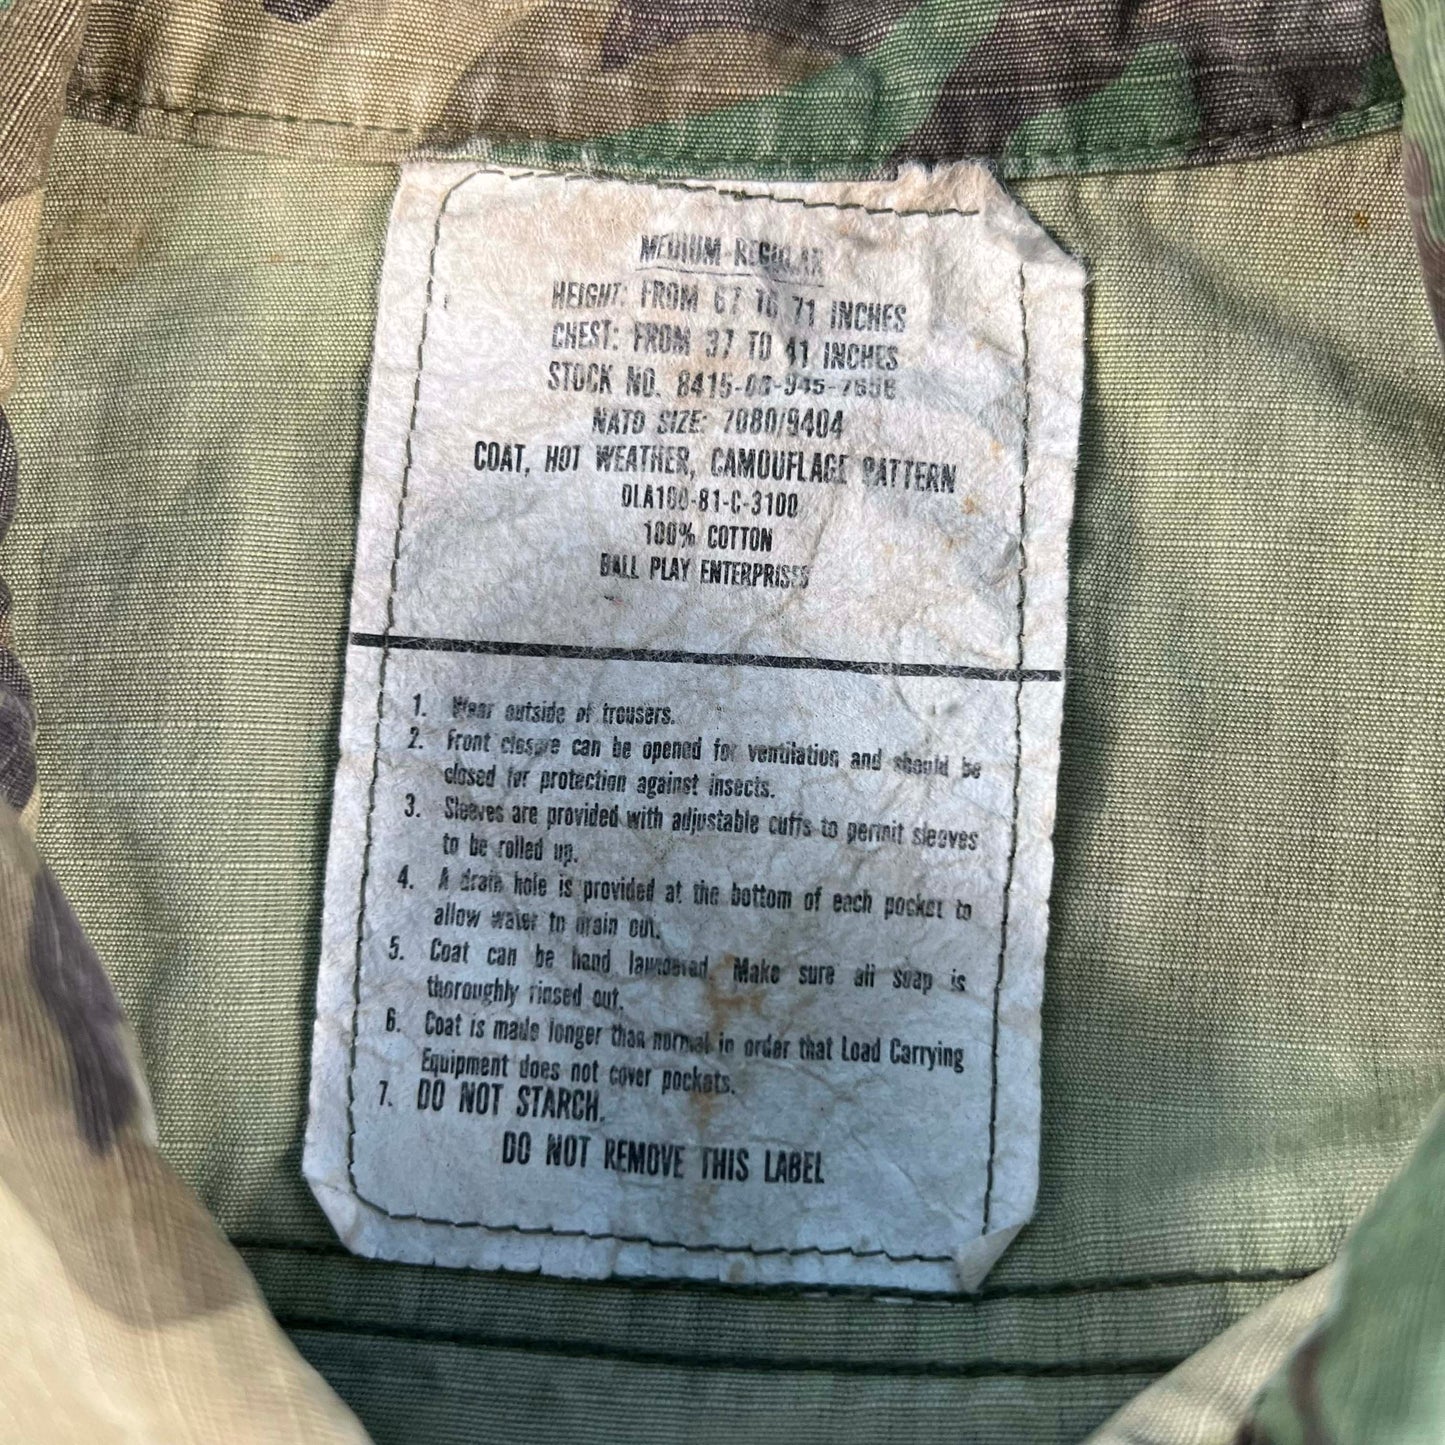 MEDIUM-REGULAR
HEIGHT: FROM 67 TO 71 INCHES
CHEST: FROM 37 TO 41 INCHES
STOCK NO.
NATO SIZE: 7080/9404
COAT, HOT WEATHER, CAMOUFLAGE PATTERN
DLA100-81-C-3100
100% COTTON
BALL PLAY ENTERPRISES
1. Wear outside of trousers.
2. Front closure can be opened for ventilation and should be
closed for protection against insects.
3. Sleeves are provided with adjustable cuffs to permit sleeves
to be rolled up.
4. A drain hole is provided at the bottom of each pocket to
allow water to drain out.
5. Coat can be hand laundered. Make sure all soap is
thoroughly rinsed out.
6. Coat is made longer than normal in order that Load Carrying
Equipment does not cover pockets.
7. DO NOT STARCH.
DO NOT REMOVE THIS LABEL